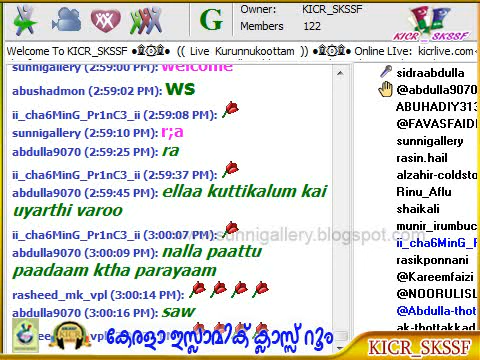 Owner: KICR_SKSSF
Members 122
KICR_SKSSF
Welcome To KICR_SKSSF ●۩۞۩● (( Live Kurunnukoottam )) ●۩۞۩● Online Live: kicrlive.com
sunnigallery (2:59:00 PM): welcome
abushadmon (2:59:02 PM): ws
ii_cha6MinG_Pr1nC3_ii (2:59:08 PM):
sunnigallery (2:59:10 PM): r;a
abdulla9070 (2:59:25 PM): ra
ii_cha6MinG_Pr1nC3_ii (2:59:37 PM):
abdulla9070 (2:59:45 PM): ellaa kuttikalum kai
uyarthi varoo
ii_cha6MinG_Pr1nC3_ii (3:00:07 PM):
abdulla9070 (3:00:09 PM): nalla paattu
paadaam ktha parayaam
rasheed_mk_vpl (3:00:14 PM):
abdulla9070 (3:00:16 PM): saw
sidraabdulla
@abdulla9070
ABUHADIY313
@FAVASFAIDI
sunnigallery
rasin.hail
alzahir-coldsto
Rinu_Aflu
shaikali
munir_irumbuc
ii_cha6MinG_P
rasikponnani
@Kareemfaizi
@NOORULISL
@Abdulla-thot
ak-thottakkad
sunnigallery.blogspot.com
കേരളാ ഇസ്ലാമിക് ക്ലാസ്സ് റൂം
KICR_SKSSF